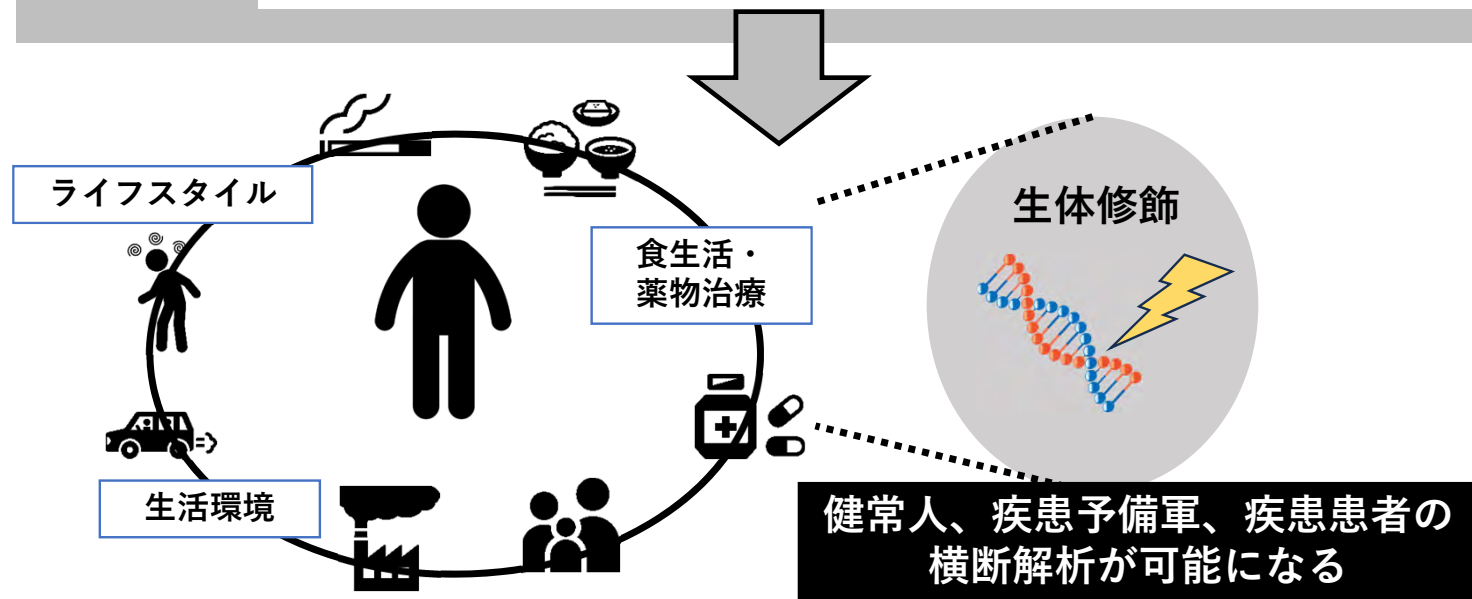 ライフスタイル
生体修飾
食生活・
薬物治療
生活環境
健常人、疾患予備軍、疾患患者の
横断解析が可能になる